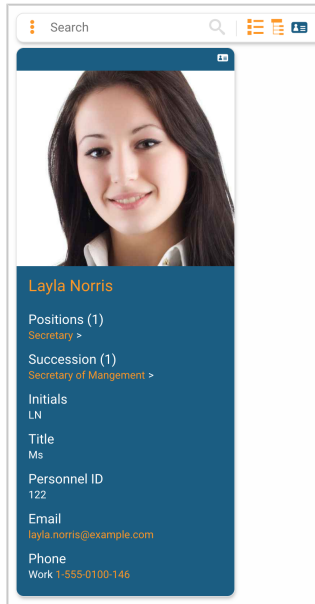 Search
Layla Norris
Positions (1)
Secretary >
Succession (1)
Secretary of Mangement >
Initials
LN
Title
Ms
Personnel ID
122
Email
layla.norris@example.com
Phone
Work 1-555-0100-146